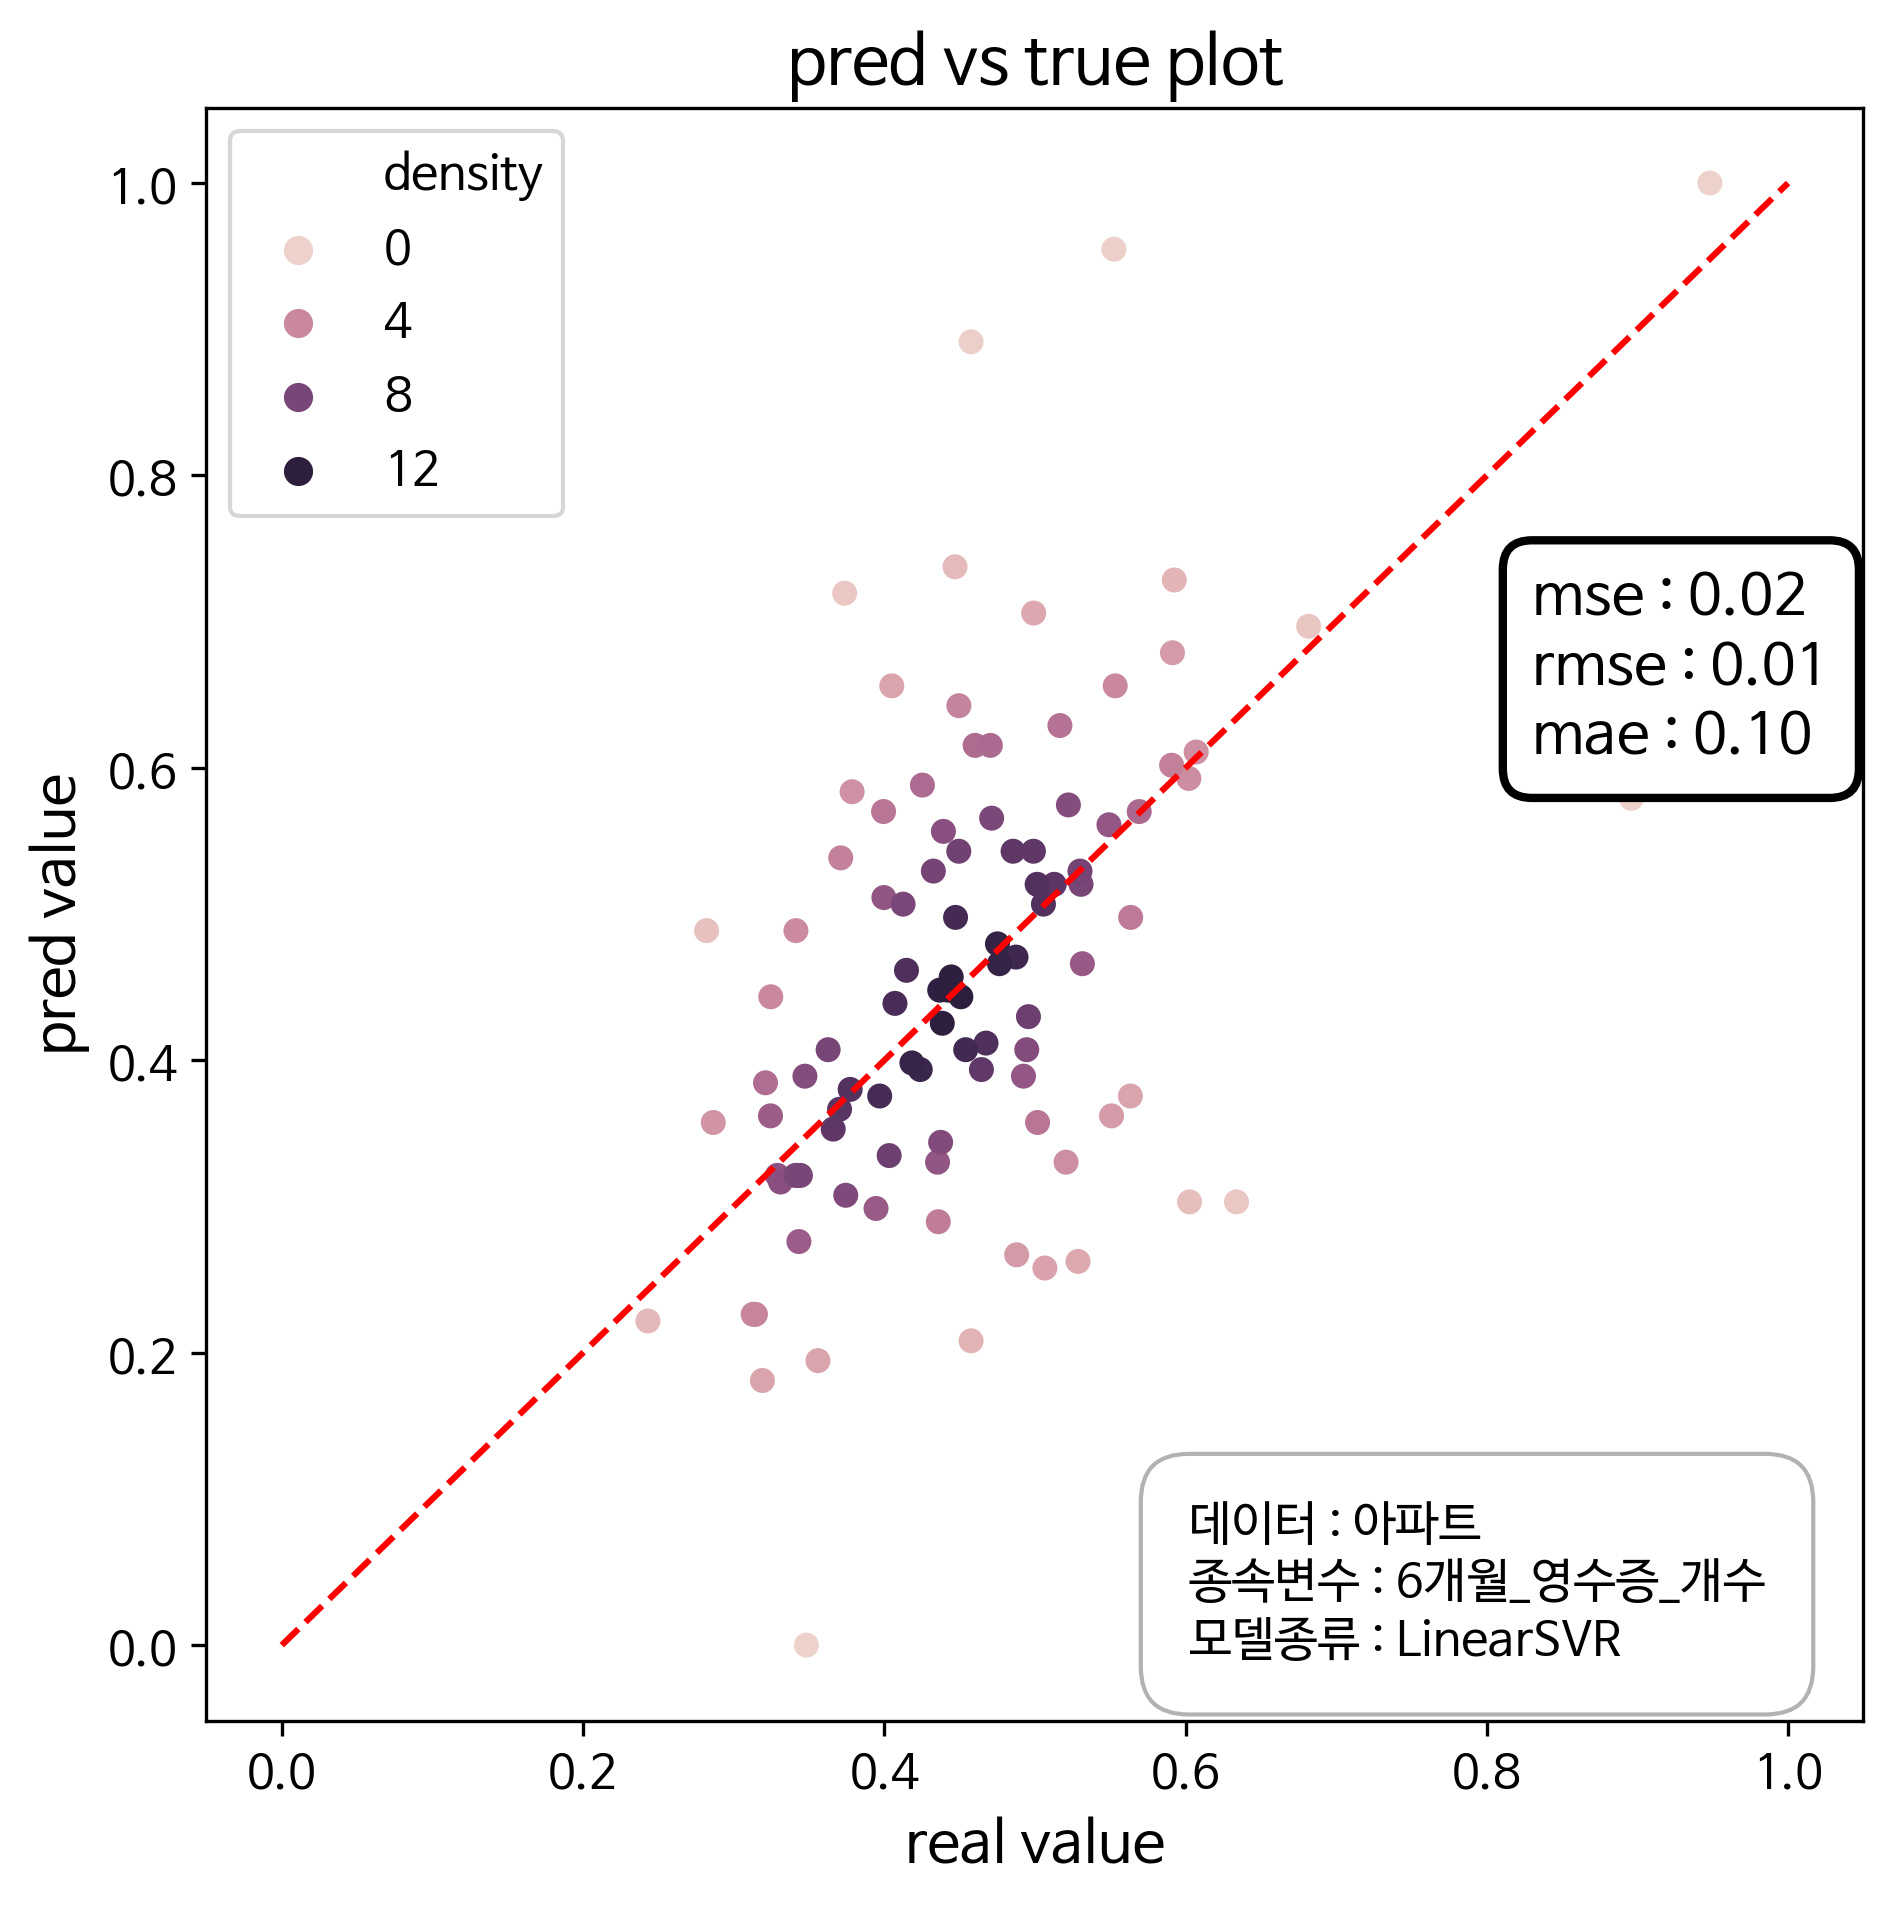 pred vs true plot
density
0
4
8
12
1.0
0.8
0.6
0.4
0.2
0.0
pred value
mse : 0.02
rmse : 0.01
mae : 0.10
데이터 : 아파트
종속변수 : 6개월_영수증_개수
모델종류 : LinearSVR
0.0 0.2 0.4 0.6 0.8 1.0
real value